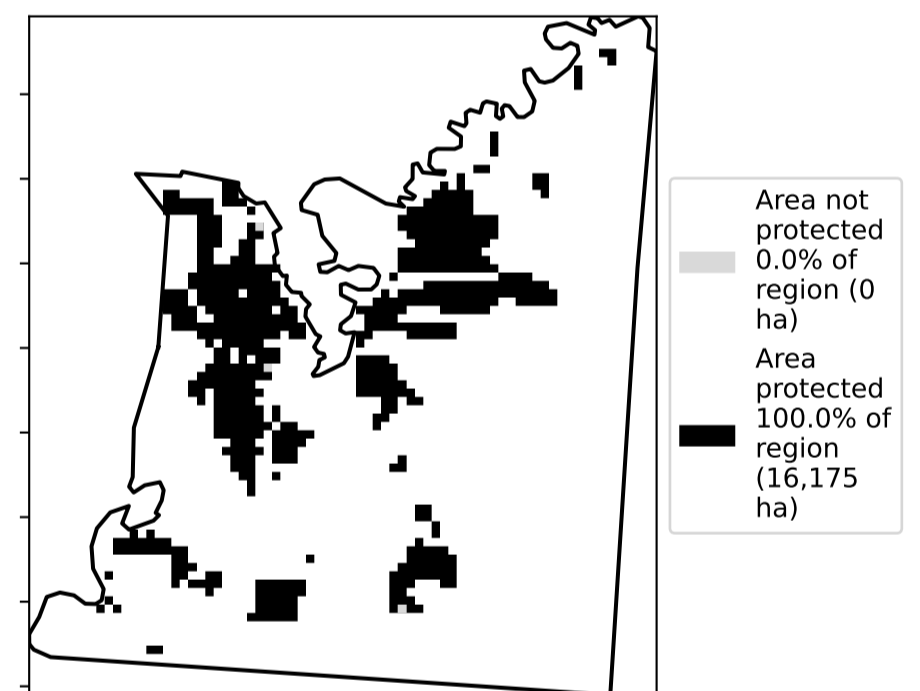 Area not
protected
0.0% of
region (0
ha)
Area
protected
100.0% of
region
(16,175
ha)